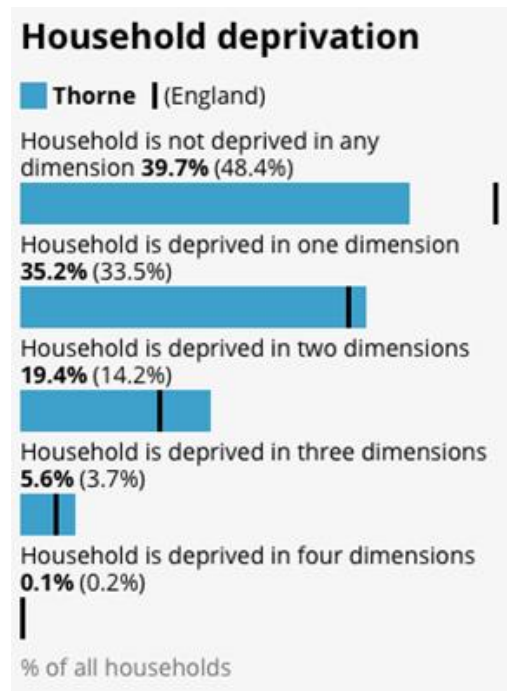 Household deprivation
Thorne (England)
Household is not deprived in any
dimension 39.7% (48.4%)
Household is deprived in one dimension
35.2% (33.5%)
Household is deprived in two dimensions
19.4% (14.2%)
Household is deprived in three dimensions
5.6% (3.7%)
Household is deprived in four dimensions
0.1% (0.2%)
% of all households